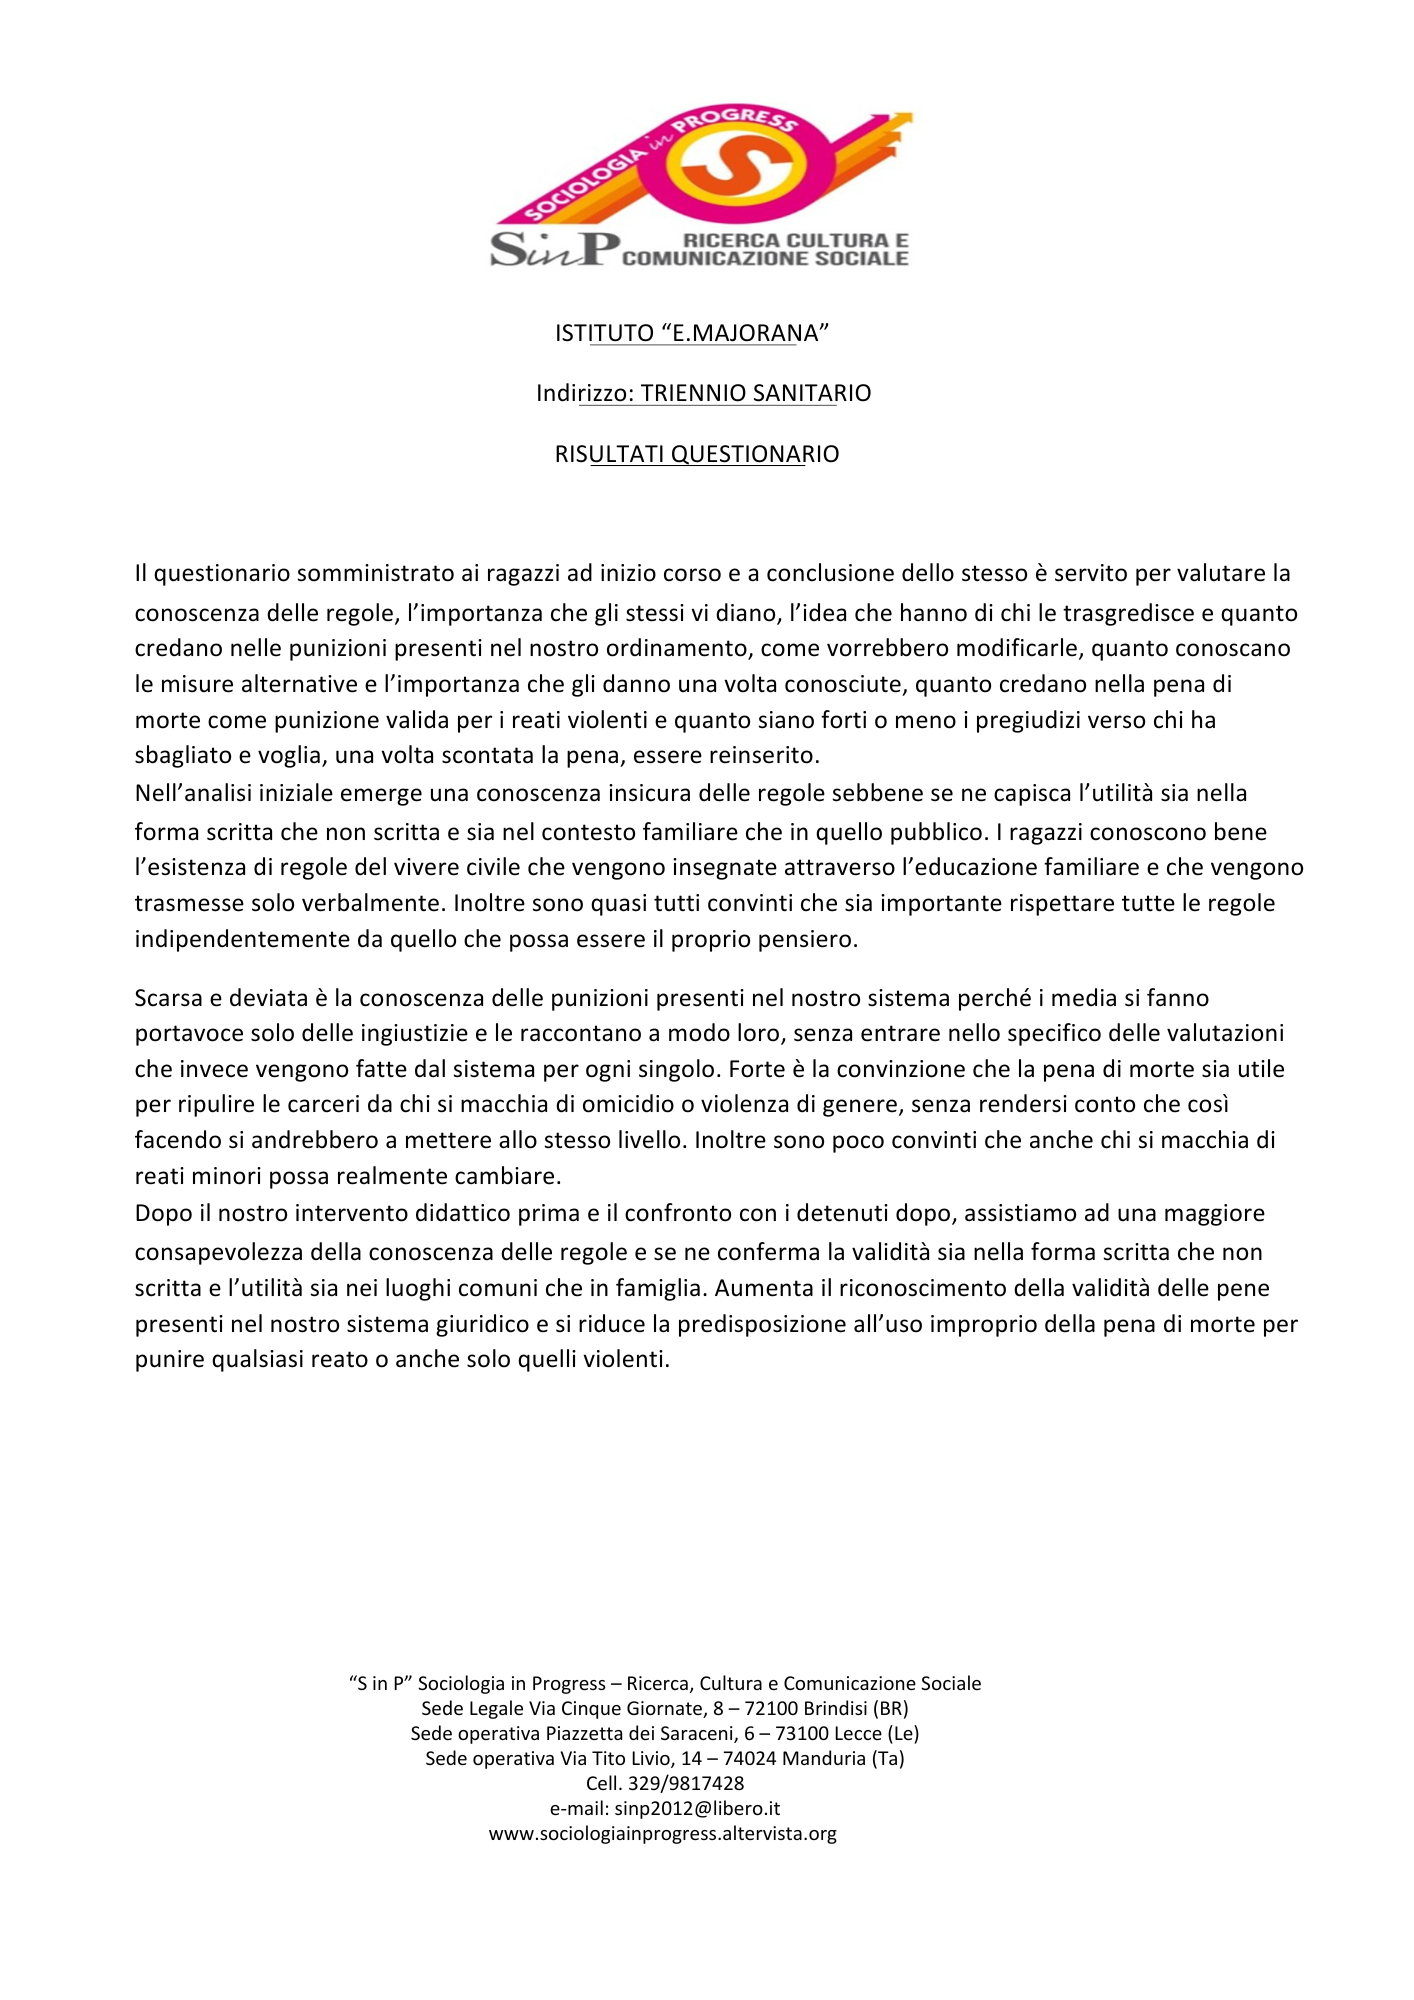 SOCIOLOGIA in PROGRESS
S
SinP RICERCA CULTURA E
COMUNICAZIONE SOCIALE
ISTITUTO “E.MAJORANA”
Indirizzo: TRIENNIO SANITARIO
RISULTATI QUESTIONARIO
Il questionario somministrato ai ragazzi ad inizio corso e a conclusione dello stesso è servito per valutare la
conoscenza delle regole, l’importanza che gli stessi vi diano, l’idea che hanno di chi le trasgredisce e quanto
credano nelle punizioni presenti nel nostro ordinamento, come vorrebbero modificarle, quanto conoscano
le misure alternative e l’importanza che gli danno una volta conosciute, quanto credano nella pena di
morte come punizione valida per i reati violenti e quanto siano forti o meno i pregiudizi verso chi ha
sbagliato e voglia, una volta scontata la pena, essere reinserito.
Nell’analisi iniziale emerge una conoscenza insicura delle regole sebbene se ne capisca l’utilità sia nella
forma scritta che non scritta e sia nel contesto familiare che in quello pubblico. I ragazzi conoscono bene
l’esistenza di regole del vivere civile che vengono insegnate attraverso l’educazione familiare e che vengono
trasmesse solo verbalmente. Inoltre sono quasi tutti convinti che sia importante rispettare tutte le regole
indipendentemente da quello che possa essere il proprio pensiero.
Scarsa e deviata è la conoscenza delle punizioni presenti nel nostro sistema perché i media si fanno
portavoce solo delle ingiustizie e le raccontano a modo loro, senza entrare nello specifico delle valutazioni
che invece vengono fatte dal sistema per ogni singolo. Forte è la convinzione che la pena di morte sia utile
per ripulire le carceri da chi si macchia di omicidio o violenza di genere, senza rendersi conto che così
facendo si andrebbero a mettere allo stesso livello. Inoltre sono poco convinti che anche chi si macchia di
reati minori possa realmente cambiare.
Dopo il nostro intervento didattico prima e il confronto con i detenuti dopo, assistiamo ad una maggiore
consapevolezza della conoscenza delle regole e se ne conferma la validità sia nella forma scritta che non
scritta e l’utilità sia nei luoghi comuni che in famiglia. Aumenta il riconoscimento della validità delle pene
presenti nel nostro sistema giuridico e si riduce la predisposizione all’uso improprio della pena di morte per
punire qualsiasi reato o anche solo quelli violenti.
“S in P” Sociologia in Progress – Ricerca, Cultura e Comunicazione Sociale
Sede Legale Via Cinque Giornate, 8 – 72100 Brindisi (BR)
Sede operativa Piazzetta dei Saraceni, 6 – 73100 Lecce (Le)
Sede operativa Via Tito Livio, 14 – 74024 Manduria (Ta)
Cell. 329/9817428
e-mail: sinp2012@libero.it
www.sociologiainprogress.altervista.org